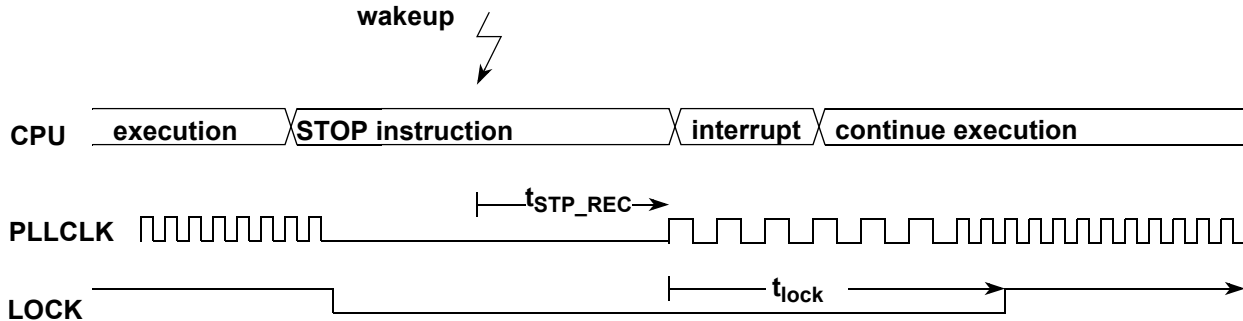 wakeup
CPU execution STOP instruction interrupt continue execution
tSTP_REC
PLLCLK
tlock
LOCK